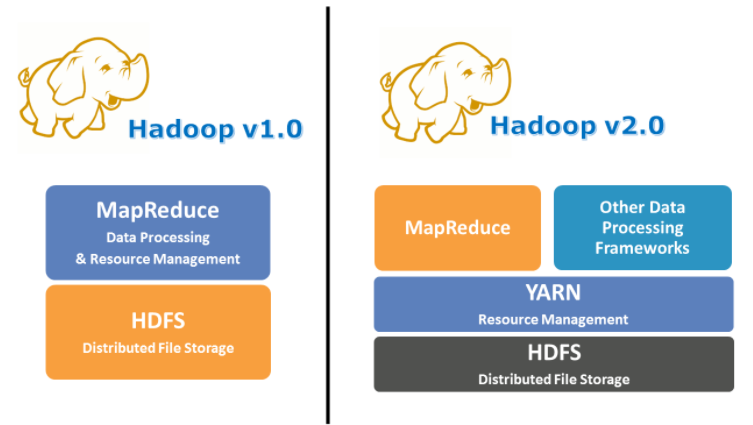 Hadoop v1.0
MapReduce
Data Processing
& Resource Management
HDFS
Distributed File Storage
Hadoop v2.0
MapReduce
Other Data
Processing
Frameworks
YARN
Resource Management
HDFS
Distributed File Storage